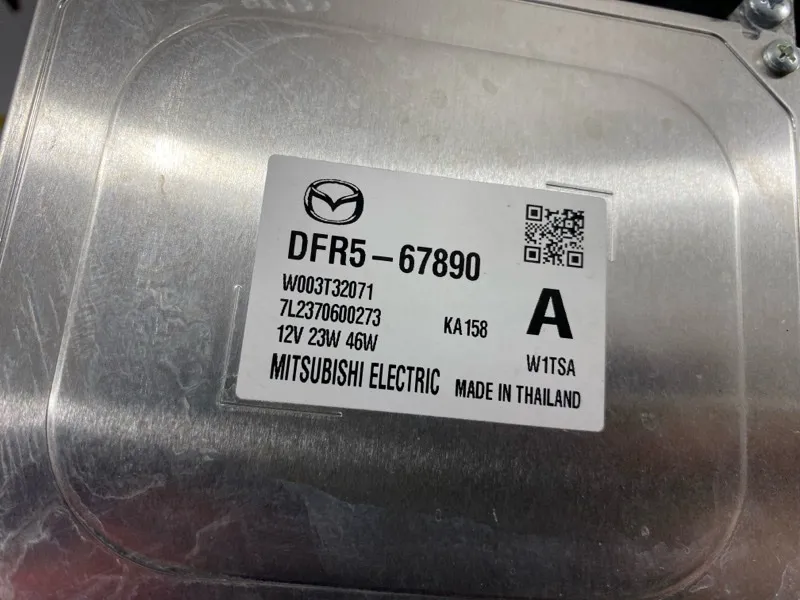 DFR5-67890
W003T32071
7L2370600273
KA158
A
12V 23W 46W
W1TSA
MITSUBISHI ELECTRIC MADE IN THAILAND